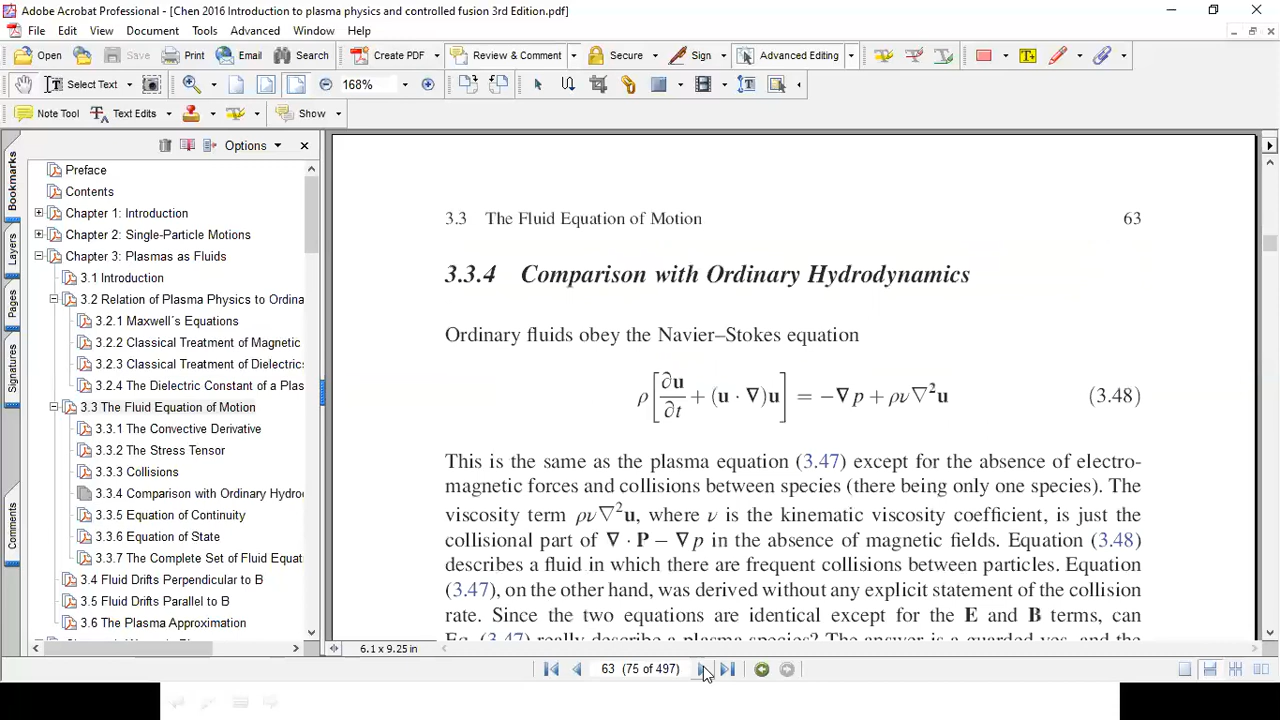 Adobe Acrobat Professional - [Chen 2016 Introduction to plasma physics and controlled fusion 3rd Edition.pdf]
File Edit View Document Tools Advanced Window Help
Open Save Print Email Search Create PDF Review & Comment Secure Sign Advanced Editing
Select Text 168%
Note Tool Text Edits Show
Options
Bookmarks
Layers
Pages
Signatures
Comments
Preface
Contents
Chapter 1: Introduction
Chapter 2: Single-Particle Motions
Chapter 3: Plasmas as Fluids
3.1 Introduction
3.2 Relation of Plasma Physics to Ordina
3.2.1 Maxwell´s Equations
3.2.2 Classical Treatment of Magnetic
3.2.3 Classical Treatment of Dielectrics
3.2.4 The Dielectric Constant of a Plas
3.3 The Fluid Equation of Motion
3.3.1 The Convective Derivative
3.3.2 The Stress Tensor
3.3.3 Collisions
3.3.4 Comparison with Ordinary Hydro
3.3.5 Equation of Continuity
3.3.6 Equation of State
3.3.7 The Complete Set of Fluid Equat
3.4 Fluid Drifts Perpendicular to B
3.5 Fluid Drifts Parallel to B
3.6 The Plasma Approximation
3.3 The Fluid Equation of Motion 63
3.3.4 Comparison with Ordinary Hydrodynamics
Ordinary fluids obey the Navier–Stokes equation
ρ[∂u/∂t + (u · ∇)u] = −∇p + ρν∇²u (3.48)
This is the same as the plasma equation (3.47) except for the absence of electro-
magnetic forces and collisions between species (there being only one species). The
viscosity term ρν∇²u, where ν is the kinematic viscosity coefficient, is just the
collisional part of ∇ · P − ∇p in the absence of magnetic fields. Equation (3.48)
describes a fluid in which there are frequent collisions between particles. Equation
(3.47), on the other hand, was derived without any explicit statement of the collision
rate. Since the two equations are identical except for the E and B terms, can
Eq. (3.47) really describe a plasma species? The answer is a guarded yes, and the
6.1 x 9.25 in
63 (75 of 497)